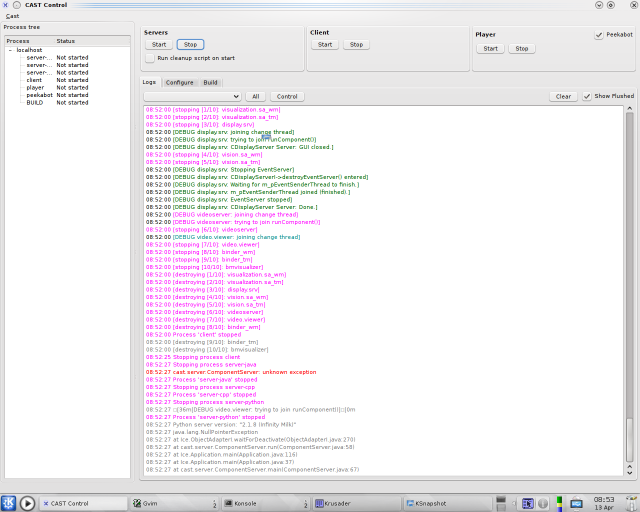 CAST Control
Cast
Process tree
Process Status
localhost
server-... Not started
server-... Not started
server-... Not started
client Not started
player Not started
peekabot Not started
BUILD Not started
Servers
Start Stop
Run cleanup script on start
Client
Start Stop
Player
Start Stop
Peekabot
Logs Configure Build
All Control Clear Show Flushed
08:52:00 [stopping [1/10]: visualization.sa_wm]
08:52:00 [stopping [2/10]: visualization.sa_tm]
08:52:00 [stopping [3/10]: display.srv]
08:52:00 [DEBUG display.srv: joining change thread]
08:52:00 [DEBUG display.srv: trying to join runComponent()]
08:52:00 [DEBUG display.srv: CDisplayServer Server: GUI closed.]
08:52:00 [stopping [4/10]: vision.sa_wm]
08:52:00 [stopping [5/10]: vision.sa_tm]
08:52:00 [DEBUG display.srv: Stopping EventServer]
08:52:00 [DEBUG display.srv: CDisplayServerI->destroyEventServer() entered]
08:52:00 [DEBUG display.srv: Waiting for m_pEventSenderThread to finish.]
08:52:00 [DEBUG display.srv: m_pEventSenderThread joined (finished).]
08:52:00 [DEBUG display.srv: EventServer stopped]
08:52:00 [DEBUG display.srv: CDisplayServer Server: Done.]
08:52:00 [DEBUG videoserver: joining change thread]
08:52:00 [DEBUG videoserver: trying to join runComponent()]
08:52:00 [stopping [6/10]: videoserver]
08:52:00 [DEBUG video.viewer: joining change thread]
08:52:00 [stopping [7/10]: video.viewer]
08:52:00 [stopping [8/10]: binder_wm]
08:52:00 [stopping [9/10]: binder_tm]
08:52:00 [stopping [10/10]: bmvisualizer]
08:52:00 [destroying [1/10]: visualization.sa_wm]
08:52:00 [destroying [2/10]: visualization.sa_tm]
08:52:00 [destroying [3/10]: display.srv]
08:52:00 [destroying [4/10]: vision.sa_wm]
08:52:00 [destroying [5/10]: vision.sa_tm]
08:52:00 [destroying [6/10]: videoserver]
08:52:00 [destroying [7/10]: video.viewer]
08:52:00 [destroying [8/10]: binder_wm]
08:52:00 Process 'client' stopped
08:52:00 [destroying [9/10]: binder_tm]
08:52:00 [destroying [10/10]: bmvisualizer]
08:52:25 Stopping process client
08:52:27 Stopping process server-java
08:52:27 cast.server.ComponentServer: unknown exception
08:52:27 Process 'server-java' stopped
08:52:27 Stopping process server-cpp
08:52:27 Process 'server-cpp' stopped
08:52:27 Stopping process server-python
08:52:27 ::[36m[DEBUG video.viewer: trying to join runComponent()]::[0m
08:52:27 Process 'server-python' stopped
08:52:27 Python server version: "2.1.8 (Infinity Milk)"
08:52:27 java.lang.NullPointerException
08:52:27 at Ice.ObjectAdapterI.waitForDeactivate(ObjectAdapterI.java:270)
08:52:27 at cast.server.ComponentServer.run(ComponentServer.java:58)
08:52:27 at Ice.Application.main(Application.java:116)
08:52:27 at Ice.Application.main(Application.java:37)
08:52:27 at cast.server.ComponentServer.main(ComponentServer.java:67)
CAST Control Gvim 2 Konsole 2 Krusader KSnapshot 08:53
13 Apr